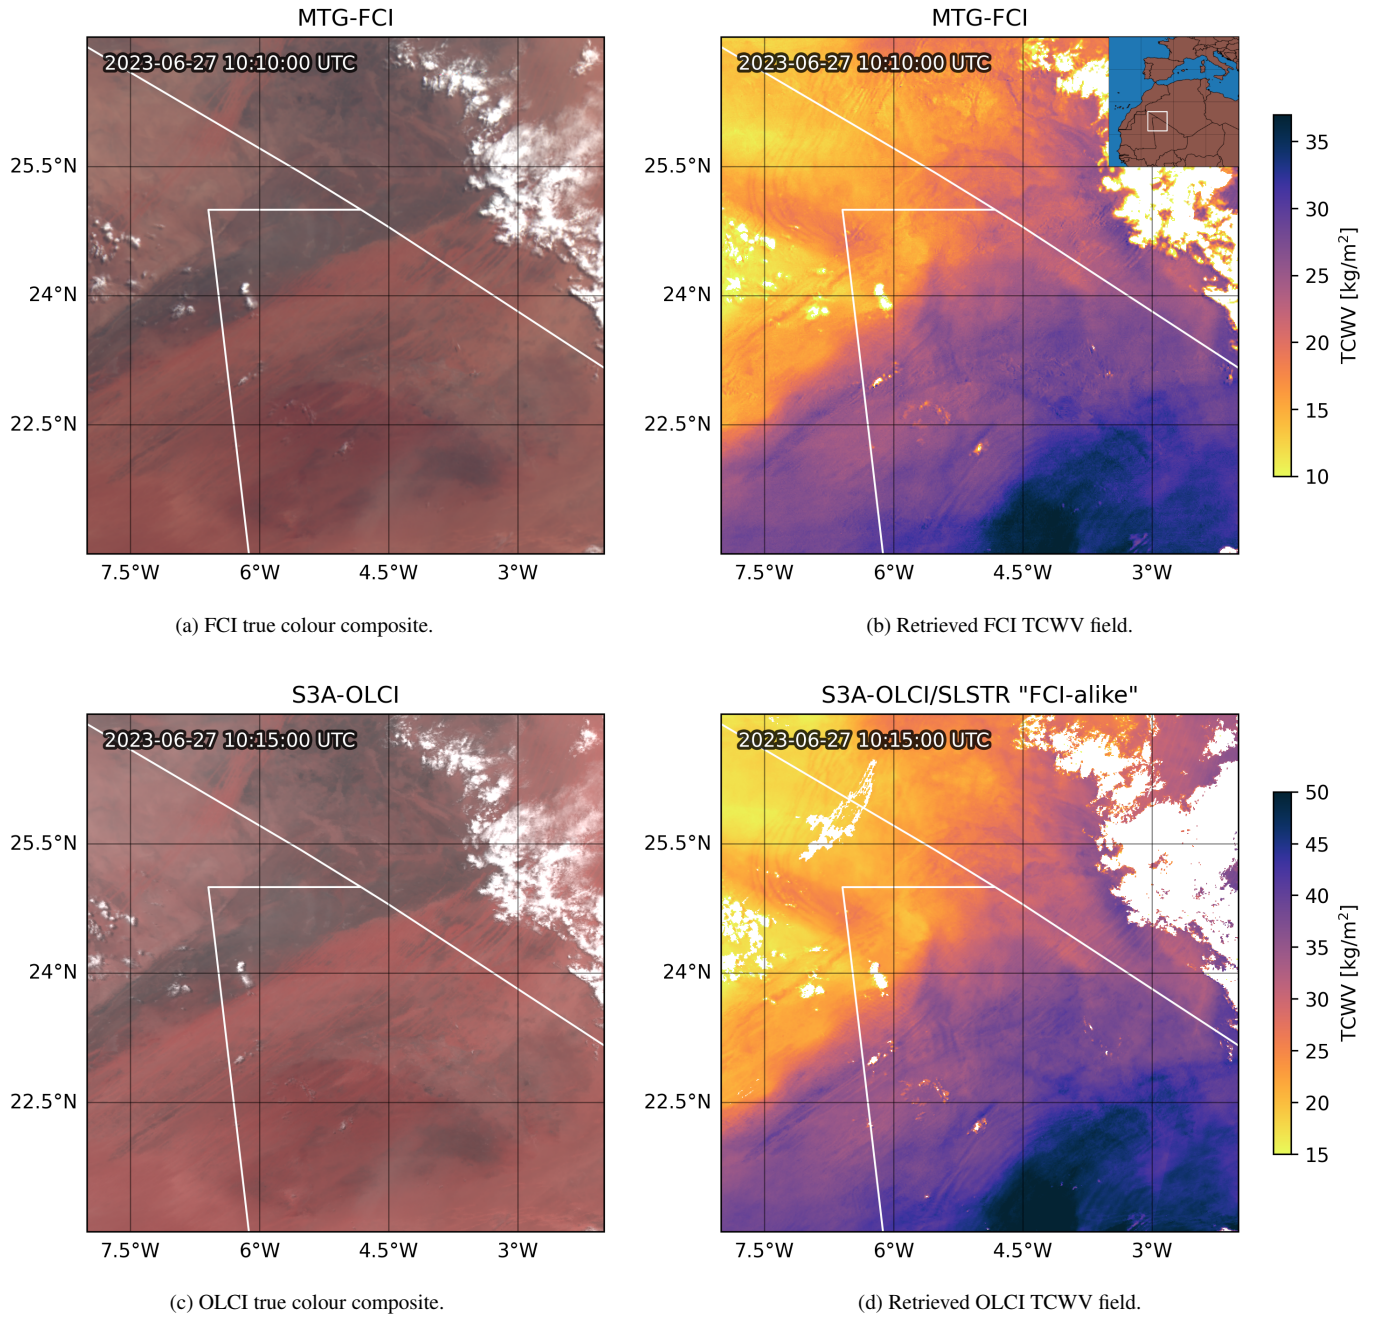 MTG-FCI
MTG-FCI
2023-06-27 10:10:00 UTC
2023-06-27 10:10:00 UTC
25.5°N
24°N
22.5°N
7.5°W
6°W
4.5°W
3°W
25.5°N
24°N
22.5°N
7.5°W
6°W
4.5°W
3°W
35
30
25
20
15
10
TCWV [kg/m²]
(a) FCI true colour composite.
(b) Retrieved FCI TCWV field.
S3A-OLCI
S3A-OLCI/SLSTR "FCI-alike"
2023-06-27 10:15:00 UTC
2023-06-27 10:15:00 UTC
25.5°N
24°N
22.5°N
7.5°W
6°W
4.5°W
3°W
25.5°N
24°N
22.5°N
7.5°W
6°W
4.5°W
3°W
50
45
40
35
30
25
20
15
TCWV [kg/m²]
(c) OLCI true colour composite.
(d) Retrieved OLCI TCWV field.